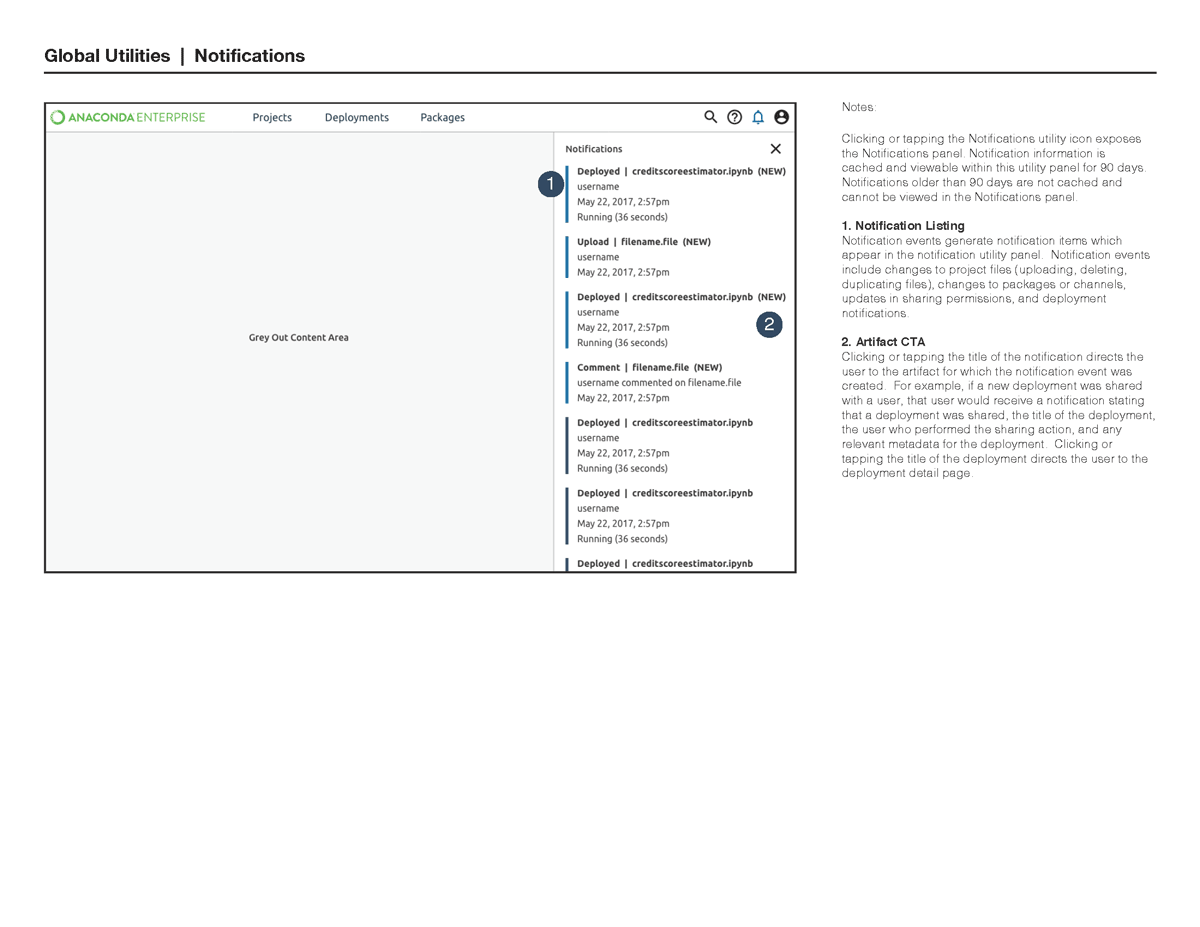 Global Utilities | Notifications
ANACONDA ENTERPRISE
Projects
Deployments
Packages
Notifications
1
Deployed | creditscoreestimator.ipynb (NEW)
username
May 22, 2017, 2:57pm
Running (36 seconds)
Upload | filename.file (NEW)
username
May 22, 2017, 2:57pm
Deployed | creditscoreestimator.ipynb (NEW)
username
May 22, 2017, 2:57pm
Running (36 seconds)
2
Comment | filename.file (NEW)
username commented on filename.file
May 22, 2017, 2:57pm
Deployed | creditscoreestimator.ipynb
username
May 22, 2017, 2:57pm
Running (36 seconds)
Deployed | creditscoreestimator.ipynb
username
May 22, 2017, 2:57pm
Running (36 seconds)
Deployed | creditscoreestimator.ipynb
Grey Out Content Area
Notes:
Clicking or tapping the Notifications utility icon exposes
the Notifications panel. Notification information is
cached and viewable within this utility panel for 90 days.
Notifications older than 90 days are not cached and
cannot be viewed in the Notifications panel.
1. Notification Listing
Notification events generate notification items which
appear in the notification utility panel. Notification events
include changes to project files (uploading, deleting,
duplicating files), changes to packages or channels,
updates in sharing permissions, and deployment
notifications.
2. Artifact CTA
Clicking or tapping the title of the notification directs the
user to the artifact for which the notification event was
created. For example, if a new deployment was shared
with a user, that user would receive a notification stating
that a deployment was shared, the title of the deployment,
the user who performed the sharing action, and any
relevant metadata for the deployment. Clicking or
tapping the title of the deployment directs the user to the
deployment detail page.